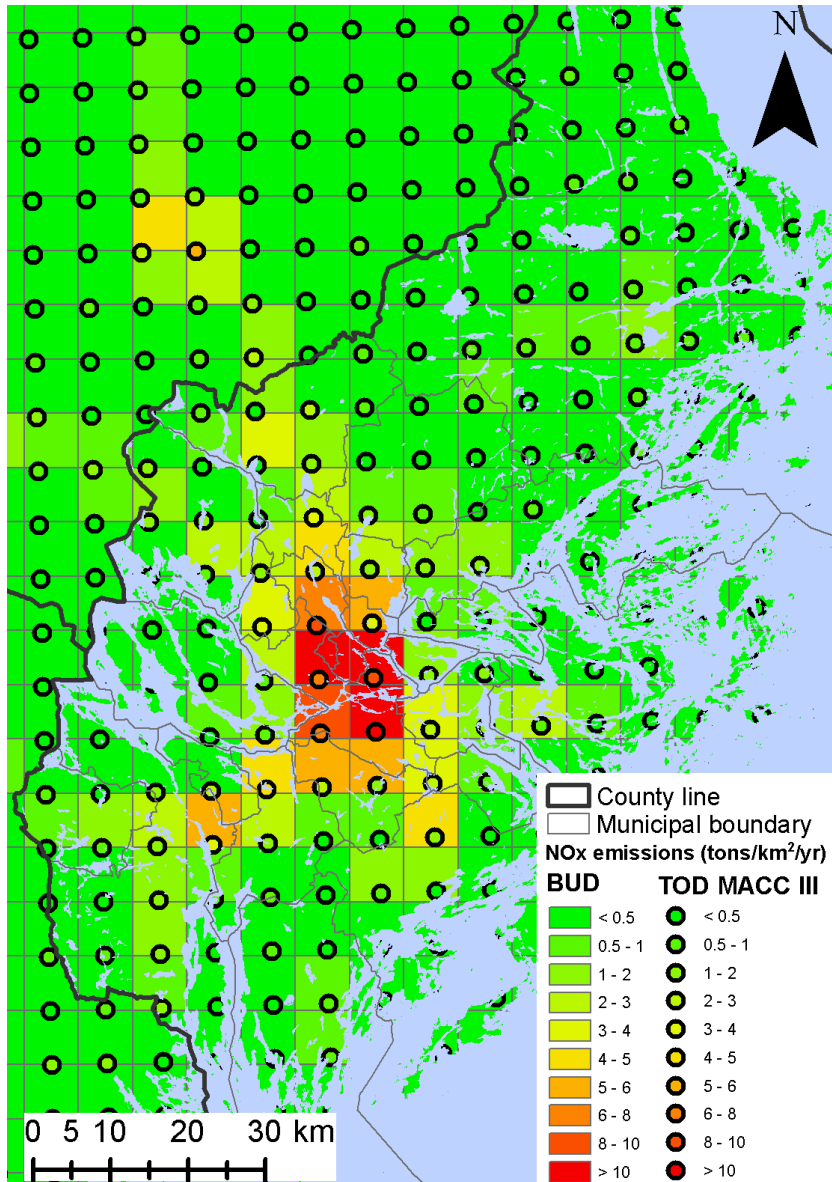 N
County line
Municipal boundary
NOx emissions (tons/km²/yr)
BUD TOD MACC III
< 0.5 < 0.5
0.5 - 1 0.5 - 1
1 - 2 1 - 2
2 - 3 2 - 3
3 - 4 3 - 4
4 - 5 4 - 5
5 - 6 5 - 6
6 - 8 6 - 8
8 - 10 8 - 10
> 10 > 10
0 5 10 20 30 km